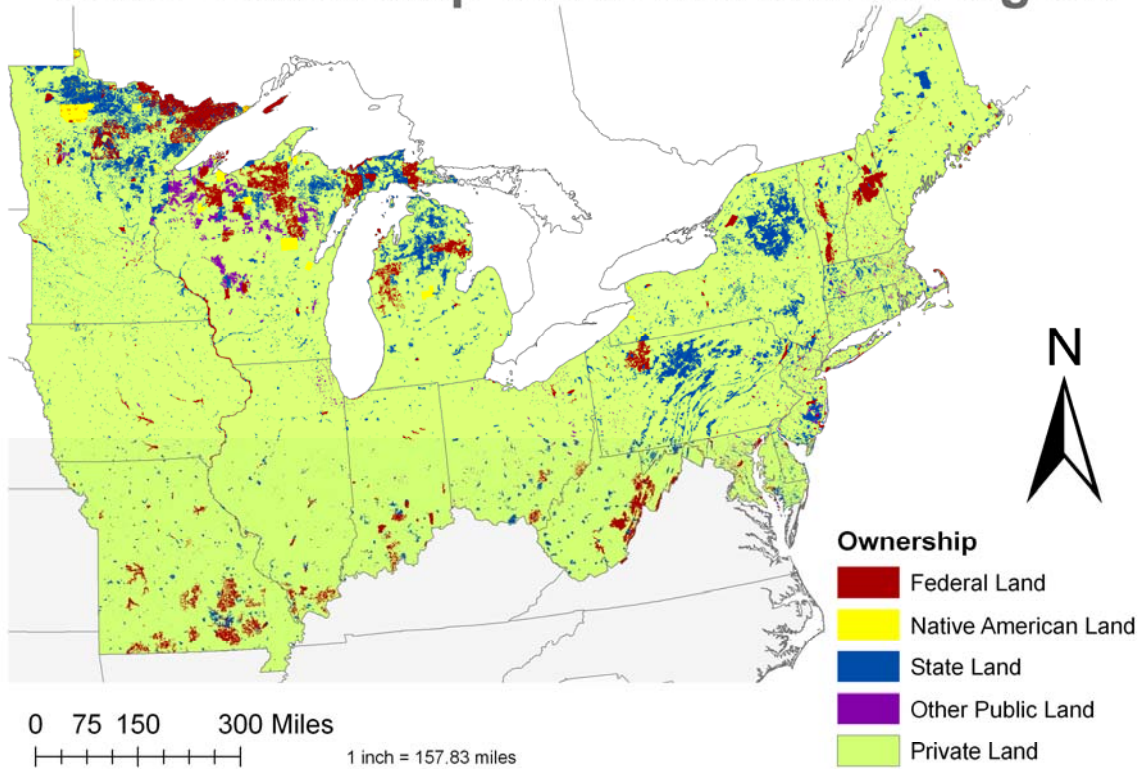 N
Ownership
Federal Land
Native American Land
State Land
Other Public Land
Private Land
0 75 150 300 Miles
1 inch = 157.83 miles